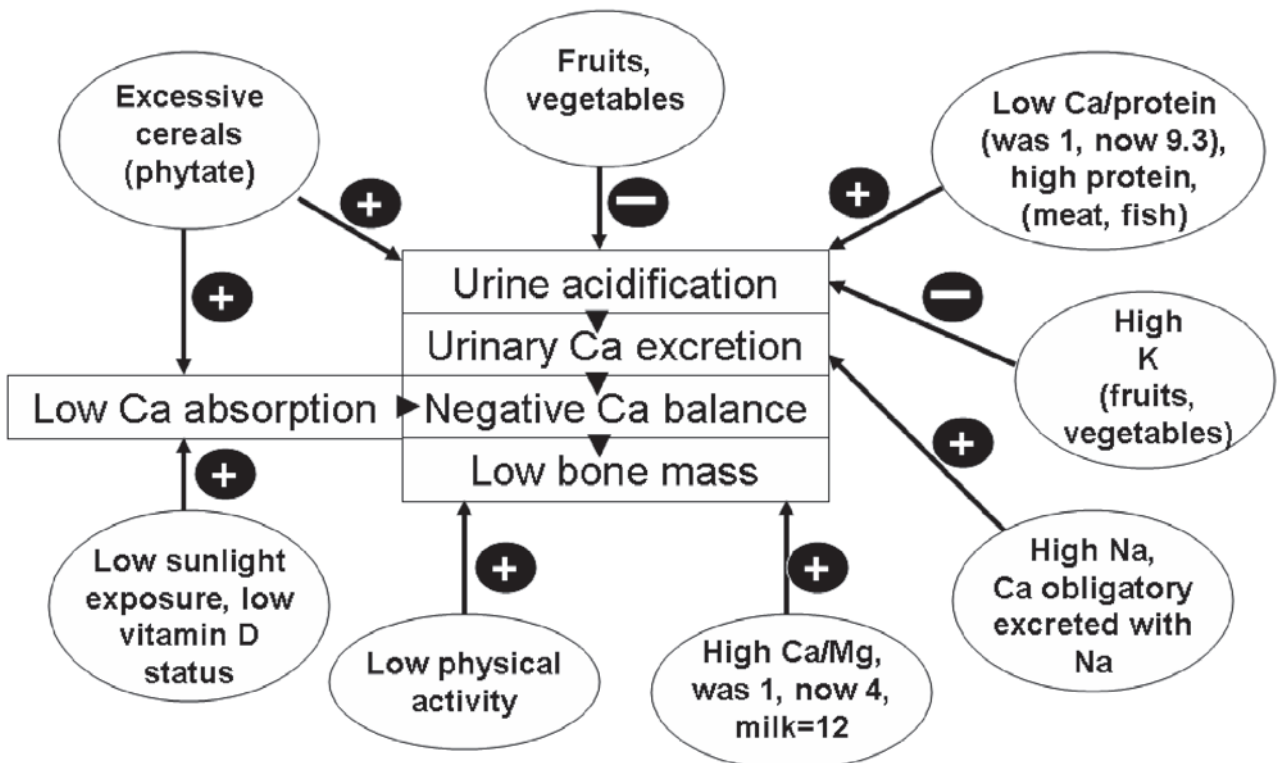 Excessive
cereals
(phytate)
Fruits,
vegetables
Low Ca/protein
(was 1, now 9.3),
high protein,
(meat, fish)
+
−
+
Urine acidification
+
−
High
K
(fruits,
vegetables)
Urinary Ca excretion
Low Ca absorption
Negative Ca balance
+
Low bone mass
+
Low sunlight
exposure, low
vitamin D
status
+
Low physical
activity
+
High Ca/Mg,
was 1, now 4,
milk=12
High Na,
Ca obligatory
excreted with
Na